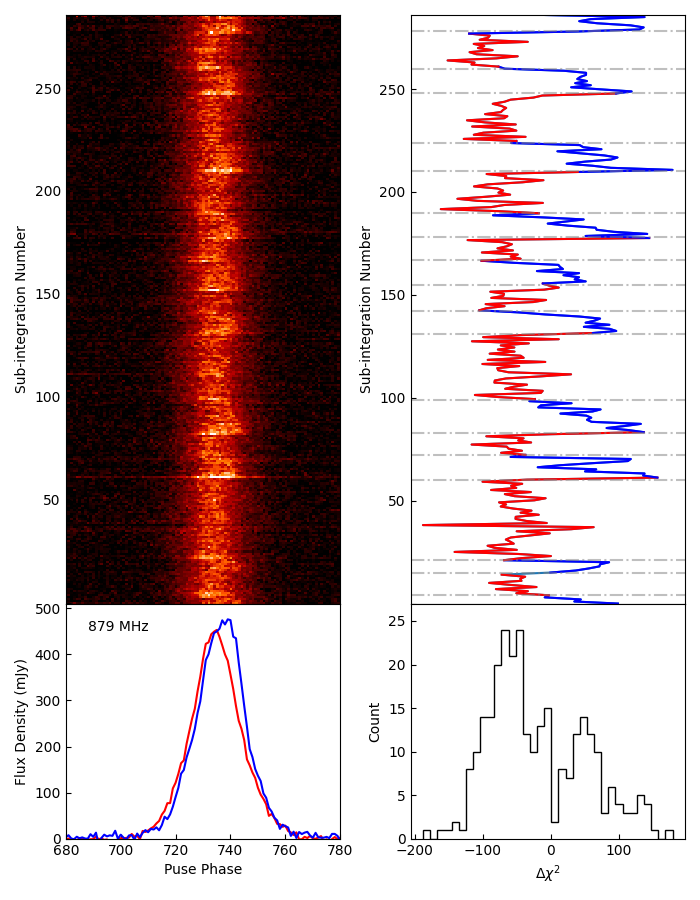 250
200
150
100
50
Sub-integration Number
250
200
150
100
50
Sub-integration Number
879 MHz
500
400
300
200
100
0
Flux Density (mJy)
680 700 720 740 760 780
Puse Phase
25
20
15
10
5
0
Count
−200 −100 0 100
Δχ²